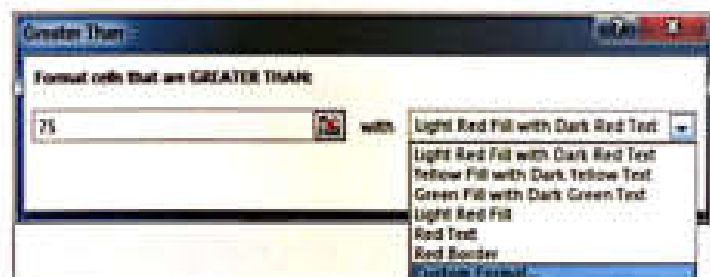 Greater Than
Format cells that are GREATER THAN:
75 with Light Red Fill with Dark Red Text
Light Red Fill with Dark Red Text
Yellow Fill with Dark Yellow Text
Green Fill with Dark Green Text
Light Red Fill
Red Text
Red Border
Custom Format...